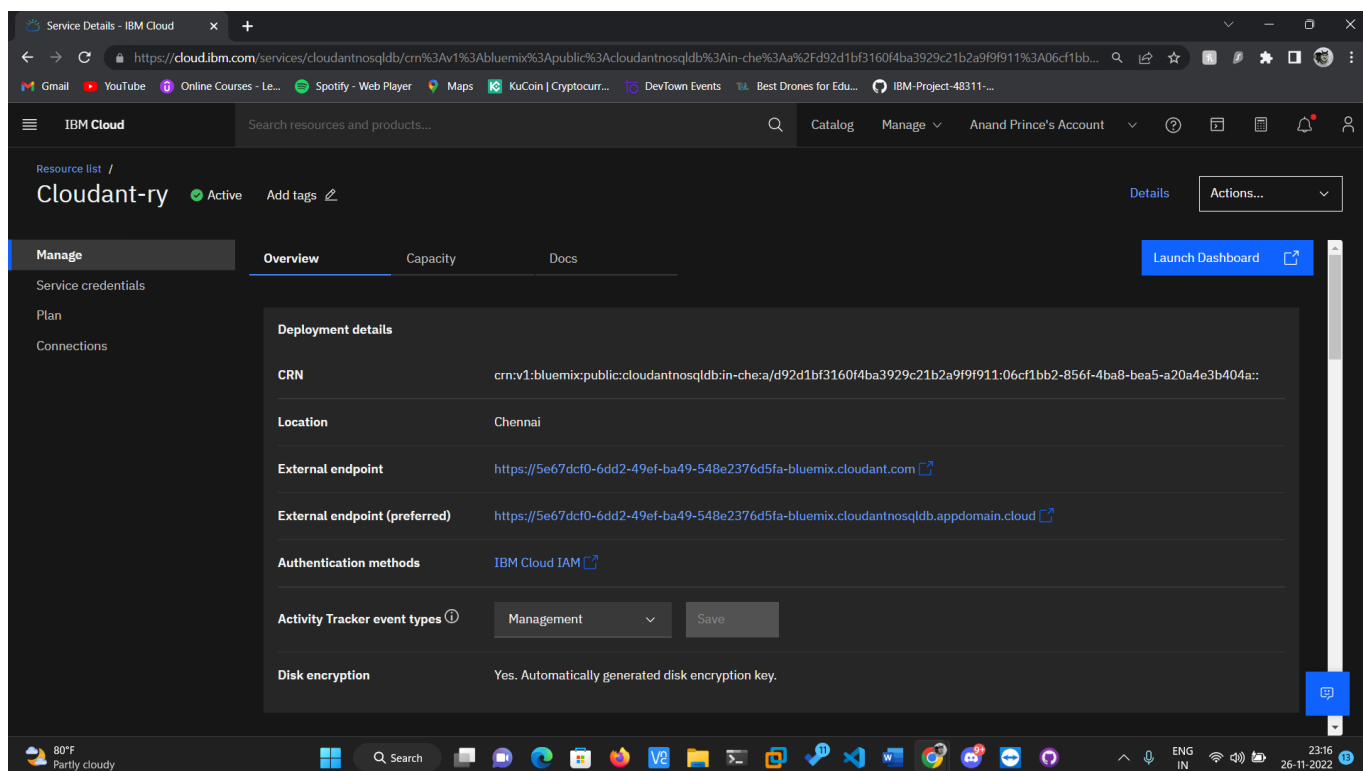 Service Details - IBM Cloud
https://cloud.ibm.com/services/cloudantnosqldb/crn%3Av1%3Abluemix%3Apublic%3Acloudantnosqldb%3Ain-che%3Aa%2Fd92d1bf3160f4ba3929c21b2a9f9f911%3A06cf1bb...
Gmail YouTube Online Courses - Le... Spotify - Web Player Maps KuCoin | Cryptocurr... DevTown Events Best Drones for Edu... IBM-Project-48311-...
IBM Cloud Search resources and products... Catalog Manage Anand Prince's Account
Resource list /
Cloudant-ry Active Add tags Details Actions...
Manage
Service credentials
Plan
Connections
Overview Capacity Docs Launch Dashboard
Deployment details
CRN crn:v1:bluemix:public:cloudantnosqldb:in-che:a/d92d1bf3160f4ba3929c21b2a9f9f911:06cf1bb2-856f-4ba8-bea5-a20a4e3b404a::
Location Chennai
External endpoint https://5e67dcf0-6dd2-49ef-ba49-548e2376d5fa-bluemix.cloudant.com
External endpoint (preferred) https://5e67dcf0-6dd2-49ef-ba49-548e2376d5fa-bluemix.cloudantnosqldb.appdomain.cloud
Authentication methods IBM Cloud IAM
Activity Tracker event types Management Save
Disk encryption Yes. Automatically generated disk encryption key.
80°F
Partly cloudy
Search
11
9+
ENG
IN
23:16
26-11-2022
13